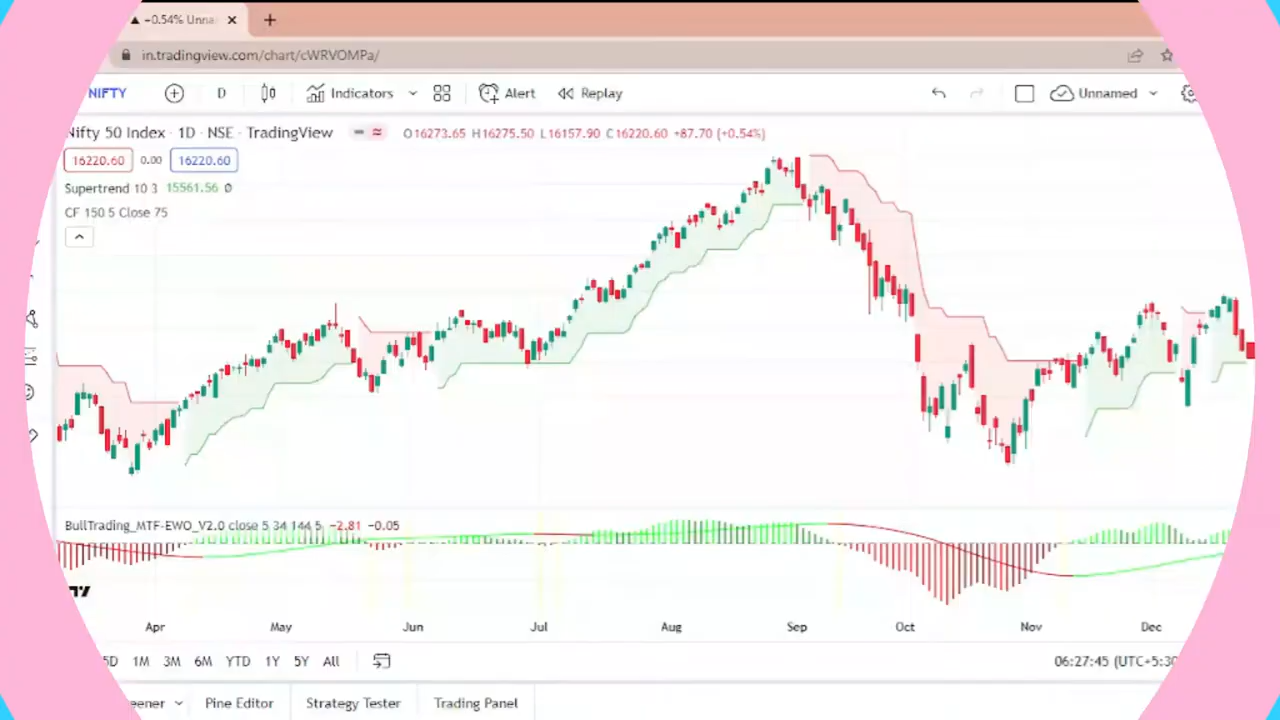 −0.54% Unna
in.tradingview.com/chart/cWRVOMPa/
NIFTY D Indicators Alert Replay Unnamed
Nifty 50 Index · 1D · NSE · TradingView O16273.65 H16275.50 L16157.90 C16220.60 +87.70 (+0.54%)
16220.60 0.00 16220.60
Supertrend 10 3 15561.56 Ø
CF 150 5 Close 75
BullTrading_MTF-EWO_V2.0 close 5 34 144 5 −2.81 −0.05
Apr May Jun Jul Aug Sep Oct Nov Dec
5D 1M 3M 6M YTD 1Y 5Y All 06:27:45 (UTC+5:30
eener Pine Editor Strategy Tester Trading Panel